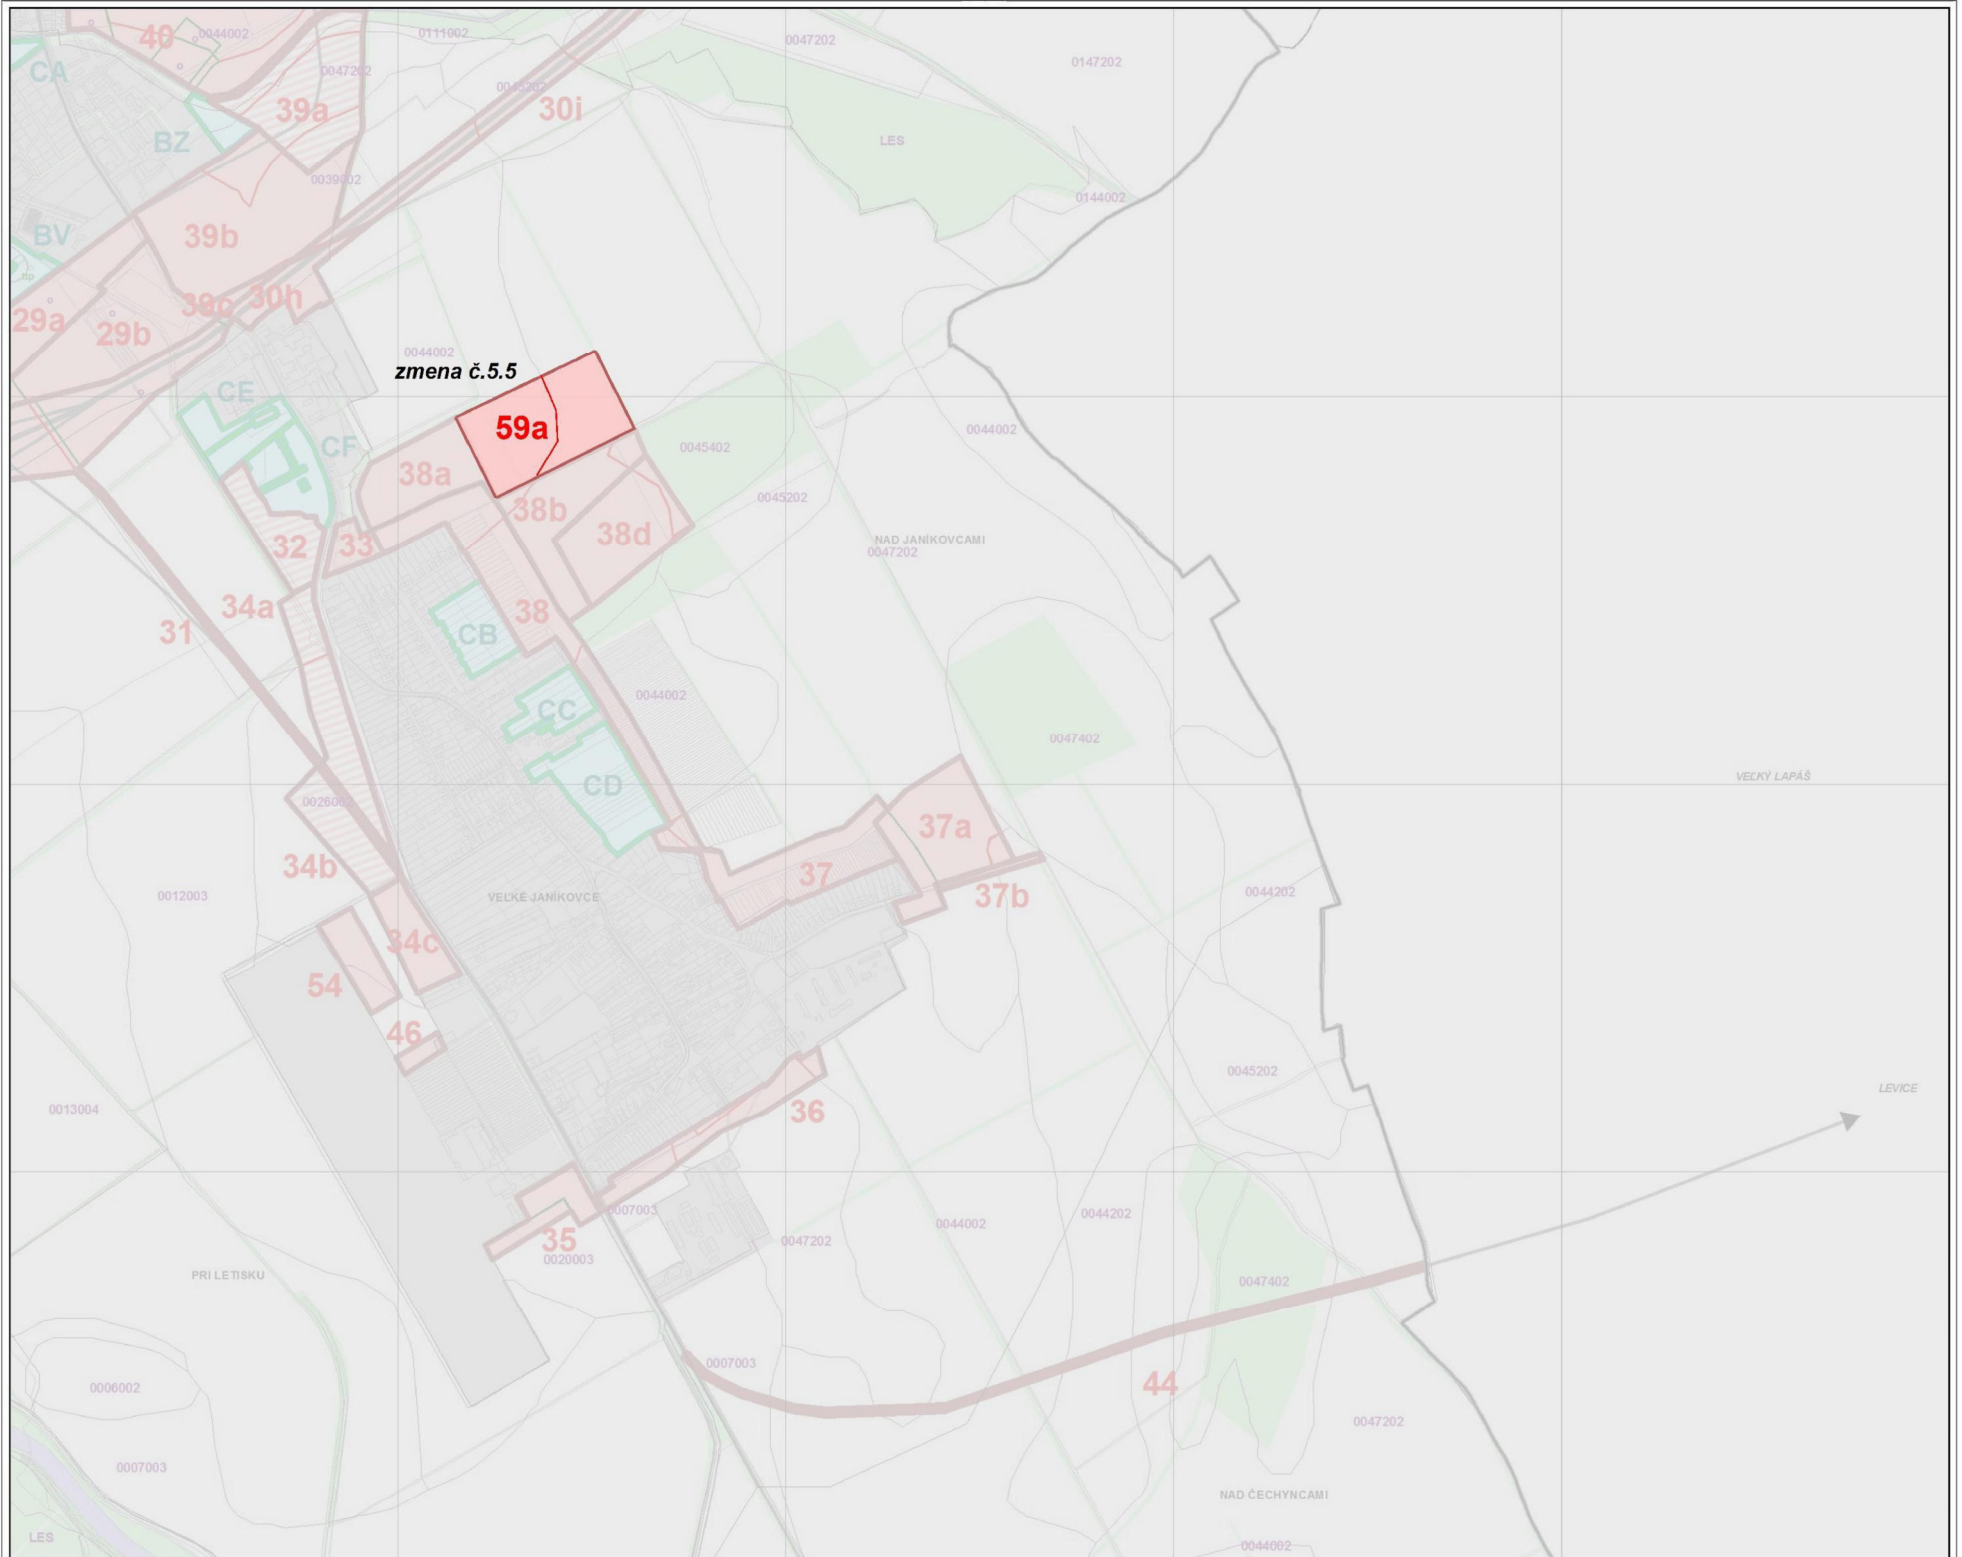 40
0044002
0111002
0047202
0147202
CA
0047202
0045202
39a
30i
BZ
LES
0039002
0144002
BV
39b
ttp
39c
30h
29a
29b
0044002
zmena č.5.5
CE
59a
0044002
CF
0045402
38a
0045202
38b
38d
NAD JANÍKOVCAMI
32
33
0047202
34a
38
31
CB
0044002
CC
0047402
VEĽKÝ LAPÁŠ
CD
0026002
37a
34b
37
0044202
0012003
VEĽKÉ JANÍKOVCE
37b
34c
54
46
0045202
LEVICE
0013004
36
0007003
0044202
0044002
35
0047202
0020003
PRI LETISKU
0047402
0007003
0006002
44
0047202
0007003
NAD ČECHYNCAMI
LES
0044002